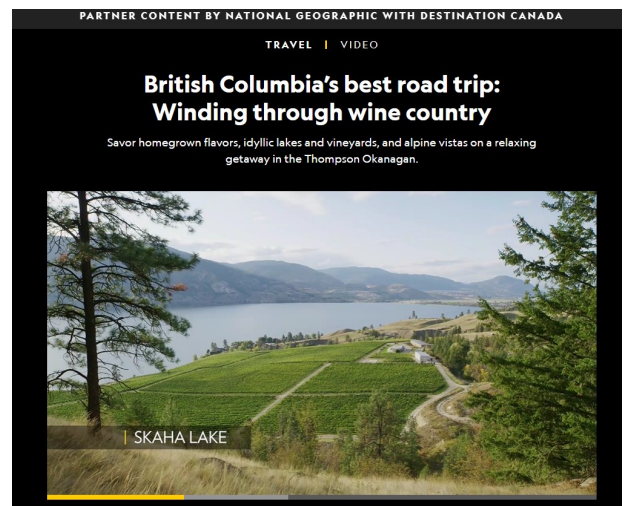 PARTNER CONTENT BY NATIONAL GEOGRAPHIC WITH DESTINATION CANADA
TRAVEL | VIDEO
British Columbia’s best road trip:
Winding through wine country
Savor homegrown flavors, idyllic lakes and vineyards, and alpine vistas on a relaxing
getaway in the Thompson Okanagan.
SKAHA LAKE